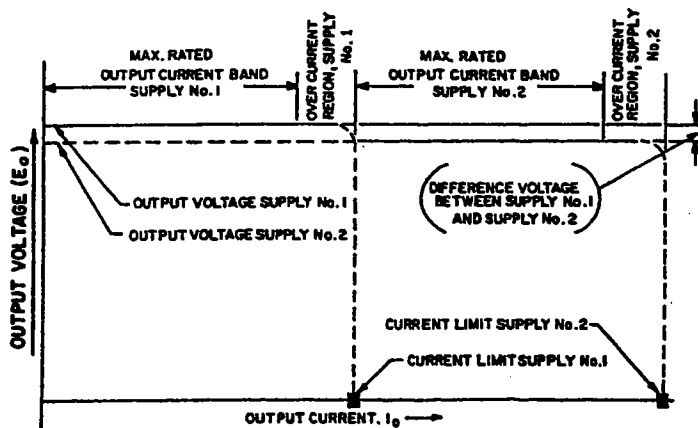 MAX. RATED
OUTPUT CURRENT BAND
SUPPLY No.1
OVER CURRENT
REGION, SUPPLY
No. 1
MAX. RATED
OUTPUT CURRENT BAND
SUPPLY No.2
OVER CURRENT
REGION, SUPPLY
No.2
OUTPUT VOLTAGE (Eo)
OUTPUT VOLTAGE SUPPLY No.1
OUTPUT VOLTAGE SUPPLY No.2
DIFFERENCE VOLTAGE
BETWEEN SUPPLY No.1
AND SUPPLY No.2
CURRENT LIMIT SUPPLY No.2
CURRENT LIMIT SUPPLY No.1
OUTPUT CURRENT, Io